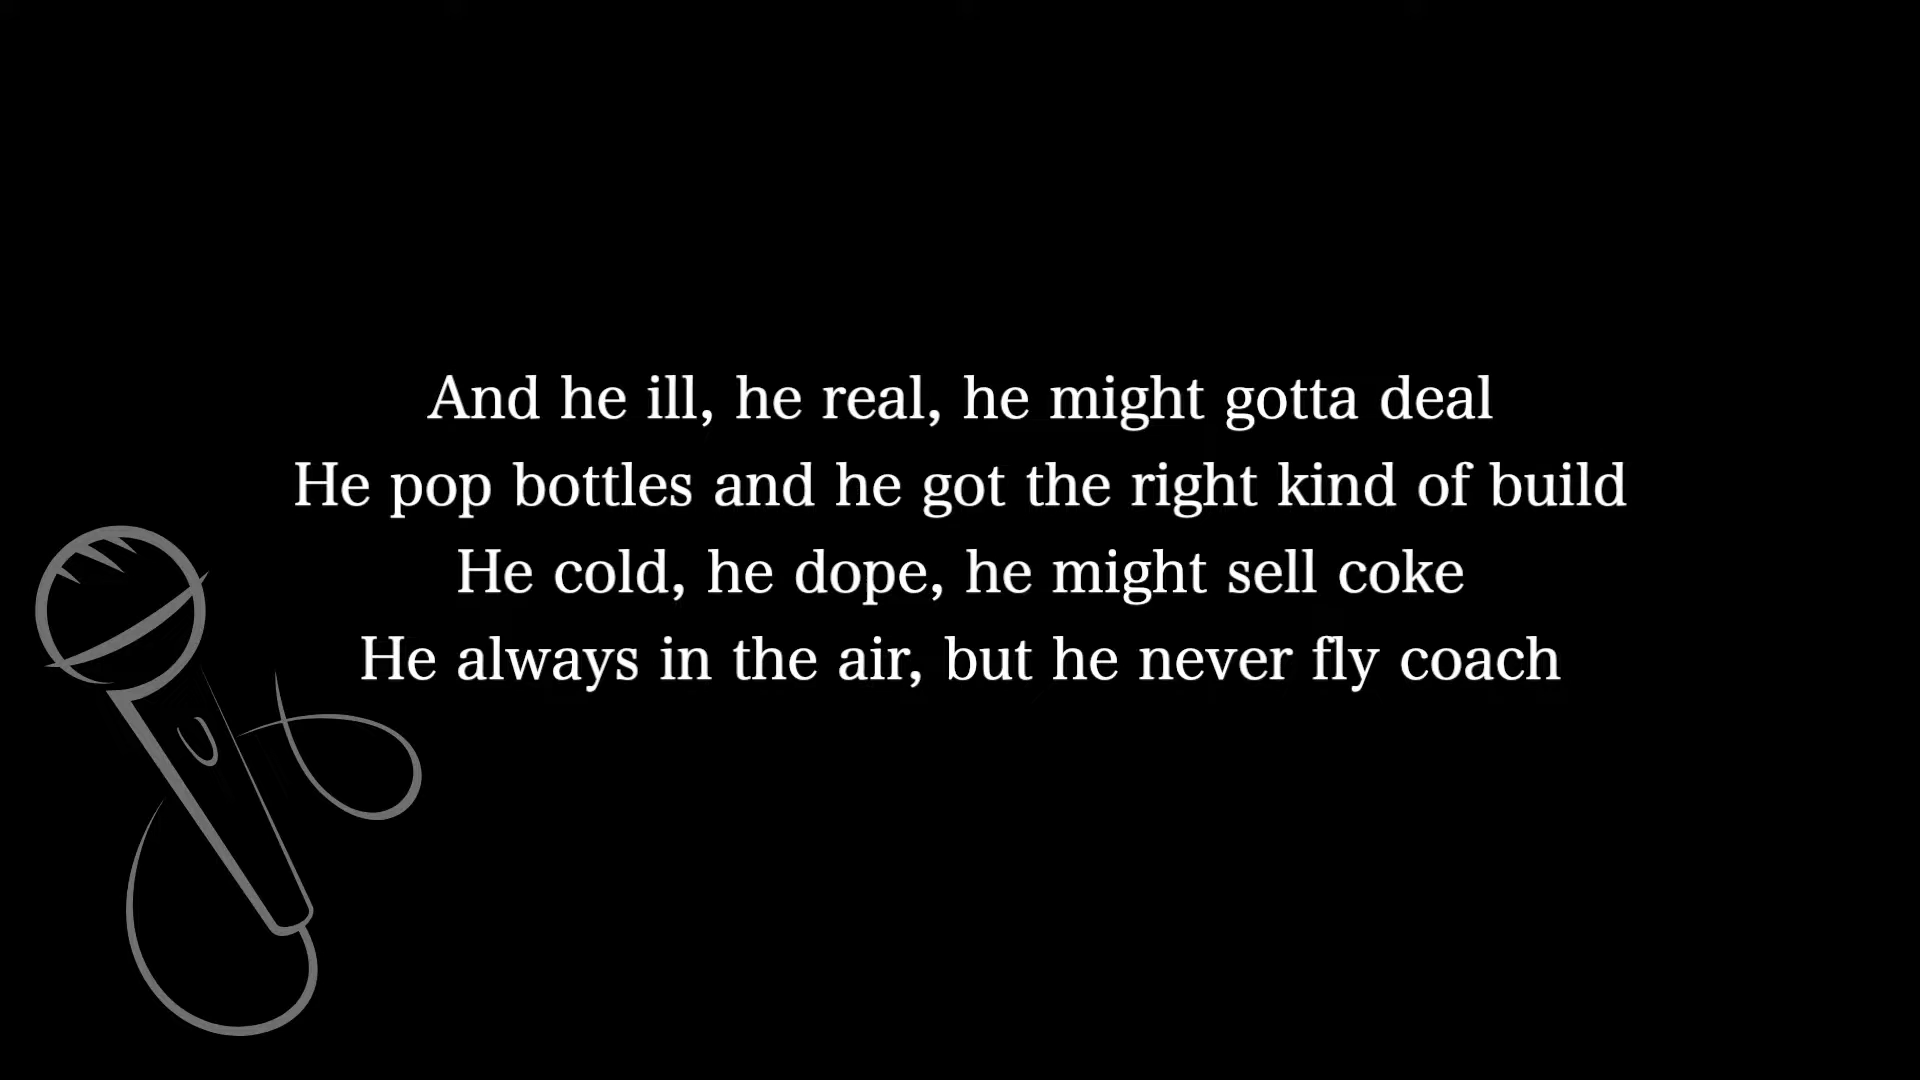 And he ill, he real, he might gotta deal
He pop bottles and he got the right kind of build
He cold, he dope, he might sell coke
He always in the air, but he never fly coach